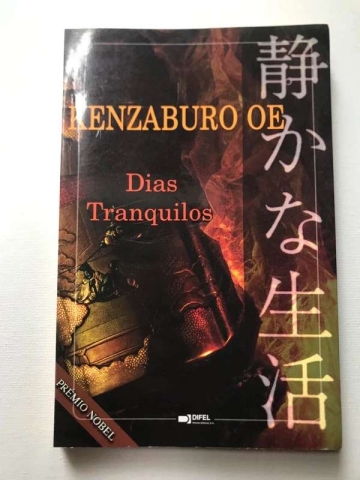 KENZABURO OE
Dias
Tranquilos
静かな生活
PRÉMIO NOBEL
DIFEL